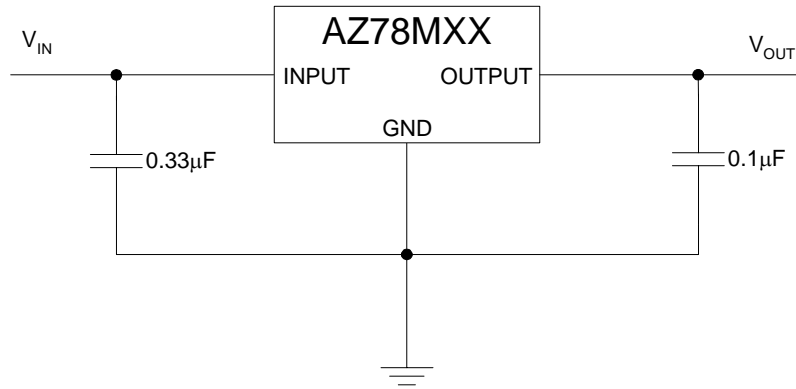 AZ78MXX
V_IN
V_OUT
INPUT
OUTPUT
GND
0.33μF
0.1μF